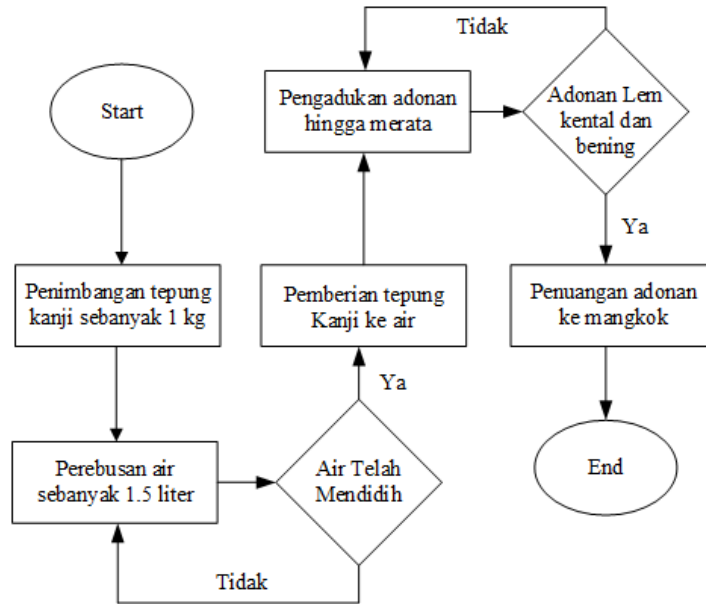 Start
Penimbangan tepung
kanji sebanyak 1 kg
Perebusan air
sebanyak 1.5 liter
Air Telah
Mendidih
Tidak
Ya
Pemberian tepung
Kanji ke air
Pengadukan adonan
hingga merata
Adonan Lem
kental dan
bening
Tidak
Ya
Penuangan adonan
ke mangkok
End